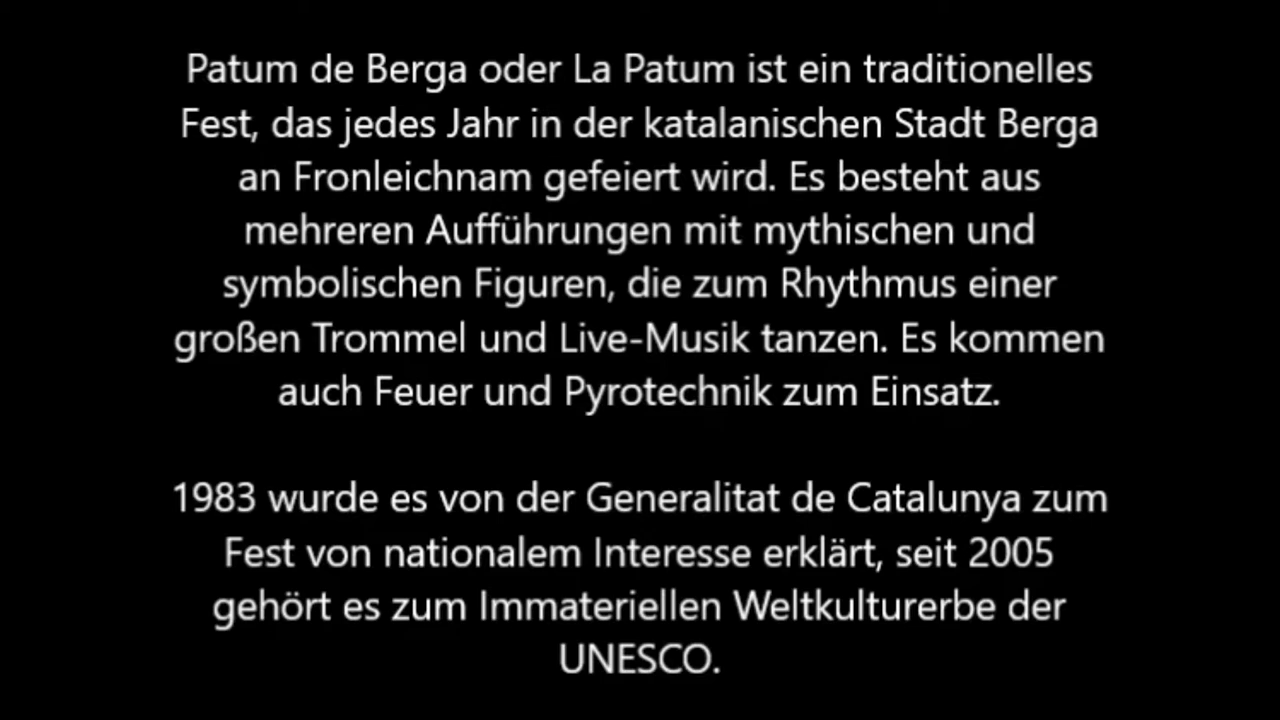 Patum de Berga oder La Patum ist ein traditionelles
Fest, das jedes Jahr in der katalanischen Stadt Berga
an Fronleichnam gefeiert wird. Es besteht aus
mehreren Aufführungen mit mythischen und
symbolischen Figuren, die zum Rhythmus einer
großen Trommel und Live-Musik tanzen. Es kommen
auch Feuer und Pyrotechnik zum Einsatz.
1983 wurde es von der Generalitat de Catalunya zum
Fest von nationalem Interesse erklärt, seit 2005
gehört es zum Immateriellen Weltkulturerbe der
UNESCO.